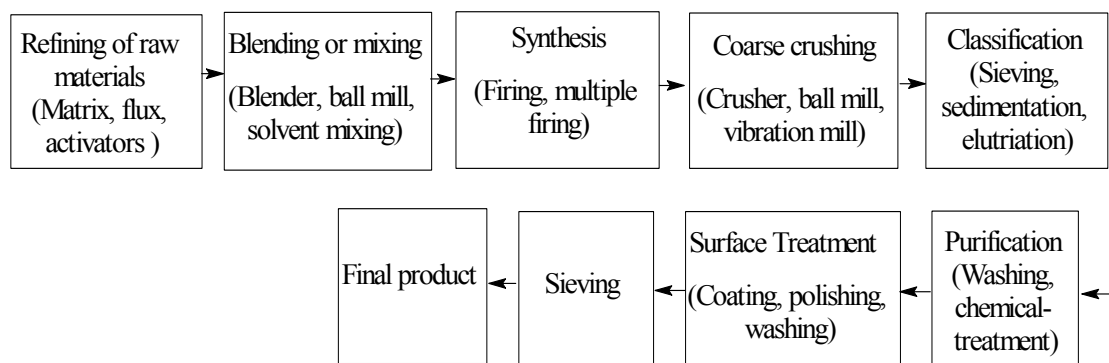 Refining of raw
materials
(Matrix, flux,
activators )
Blending or mixing
(Blender, ball mill,
solvent mixing)
Synthesis
(Firing, multiple
firing)
Coarse crushing
(Crusher, ball mill,
vibration mill)
Classification
(Sieving,
sedimentation,
elutriation)
Purification
(Washing,
chemical-
treatment)
Surface Treatment
(Coating, polishing,
washing)
Sieving
Final product